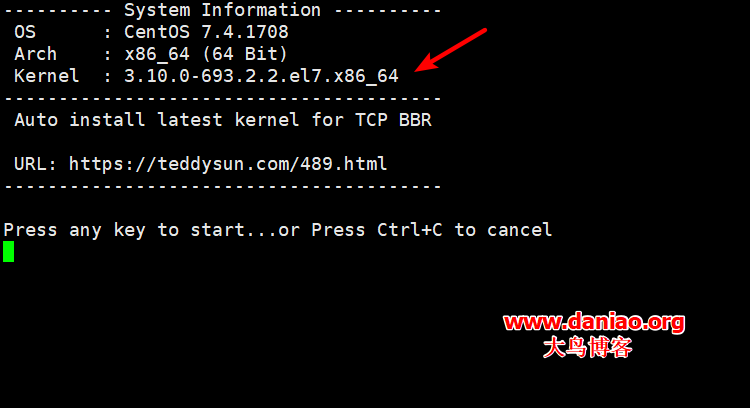 ---------- System Information ----------
OS      : CentOS 7.4.1708
Arch    : x86_64 (64 Bit)
Kernel  : 3.10.0-693.2.2.el7.x86_64
----------------------------------------
Auto install latest kernel for TCP BBR
URL: https://teddysun.com/489.html
----------------------------------------
Press any key to start...or Press Ctrl+C to cancel
www.daniao.org
大鸟博客